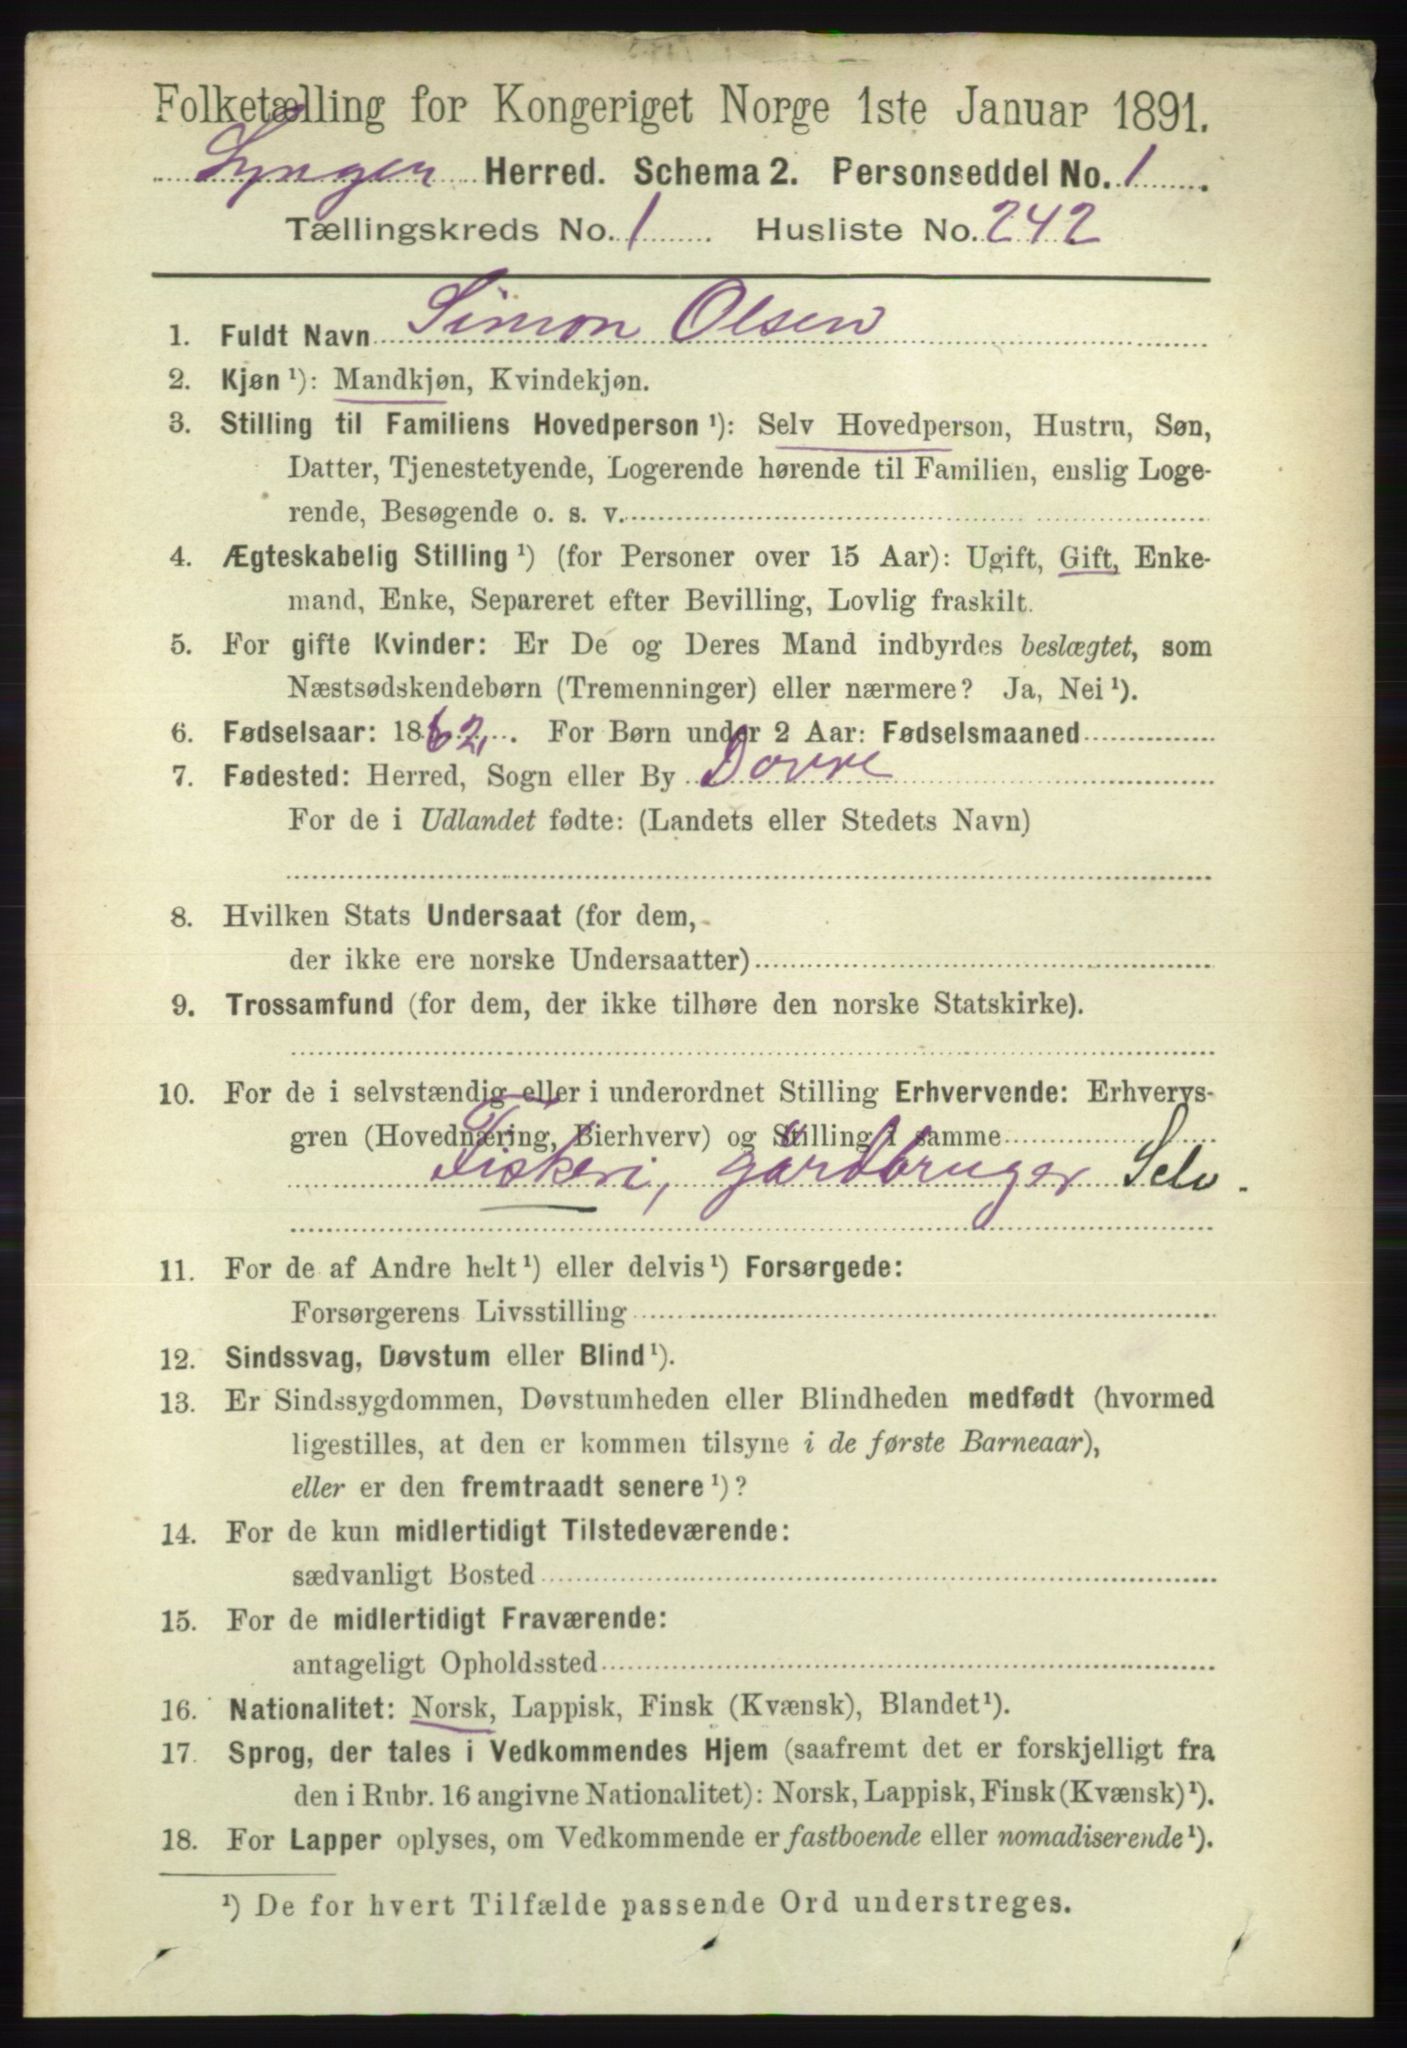 Folketælling for Kongeriget Norge 1ste Januar 1891.
Lyngen Herred. Schema 2. Personseddel No. 1
Tællingskreds No. 1 Husliste No. 242
1. Fuldt Navn Simon Olsen
2. Kjøn ¹): Mandkjøn, Kvindekjøn.
3. Stilling til Familiens Hovedperson ¹): Selv Hovedperson, Hustru, Søn,
Datter, Tjenestetyende, Logerende hørende til Familien, enslig Loge-
rende, Besøgende o. s. v.
4. Ægteskabelig Stilling ¹) (for Personer over 15 Aar): Ugift, Gift, Enke-
mand, Enke, Separeret efter Bevilling, Lovlig fraskilt.
5. For gifte Kvinder: Er De og Deres Mand indbyrdes beslægtet, som
Næstsødskendebørn (Tremenninger) eller nærmere? Ja, Nei ¹).
6. Fødselsaar: 1862. For Børn under 2 Aar: Fødselsmaaned
7. Fødested: Herred, Sogn eller By Dovre
For de i Udlandet fødte: (Landets eller Stedets Navn)
8. Hvilken Stats Undersaat (for dem,
der ikke ere norske Undersaatter)
9. Trossamfund (for dem, der ikke tilhøre den norske Statskirke).
10. For de i selvstændig eller i underordnet Stilling Erhvervende: Erhvervs-
gren (Hovednæring, Bierhverv) og Stilling i samme
Fiskeri, gårdbruger Selv.
11. For de af Andre helt ¹) eller delvis ¹) Forsørgede:
Forsørgerens Livsstilling
12. Sindssvag, Døvstum eller Blind ¹).
13. Er Sindssygdommen, Døvstumheden eller Blindheden medfødt (hvormed
ligestilles, at den er kommen tilsyne i de første Barneaar),
eller er den fremtraadt senere ¹)?
14. For de kun midlertidigt Tilstedeværende:
sædvanligt Bosted
15. For de midlertidigt Fraværende:
antageligt Opholdssted
16. Nationalitet: Norsk, Lappisk, Finsk (Kvænsk), Blandet ¹).
17. Sprog, der tales i Vedkommendes Hjem (saafremt det er forskjelligt fra
den i Rubr. 16 angivne Nationalitet): Norsk, Lappisk, Finsk (Kvænsk) ¹).
18. For Lapper oplyses, om Vedkommende er fastboende eller nomadiserende ¹).
¹) De for hvert Tilfælde passende Ord understreges.